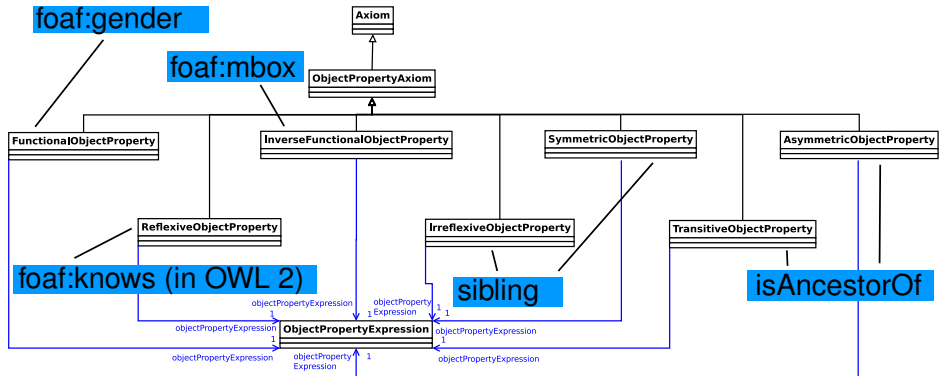 Axiom
foaf:gender
foaf:mbox
ObjectPropertyAxiom
FunctionalObjectProperty
InverseFunctionalObjectProperty
SymmetricObjectProperty
AsymmetricObjectProperty
ReflexiveObjectProperty
IrreflexiveObjectProperty
TransitiveObjectProperty
foaf:knows (in OWL 2)
sibling
isAncestorOf
objectPropertyExpression
1
objectProperty
Expression
1
1
1
objectPropertyExpression
ObjectPropertyExpression
objectPropertyExpression
1
1
objectPropertyExpression
objectProperty
Expression
1
objectPropertyExpression